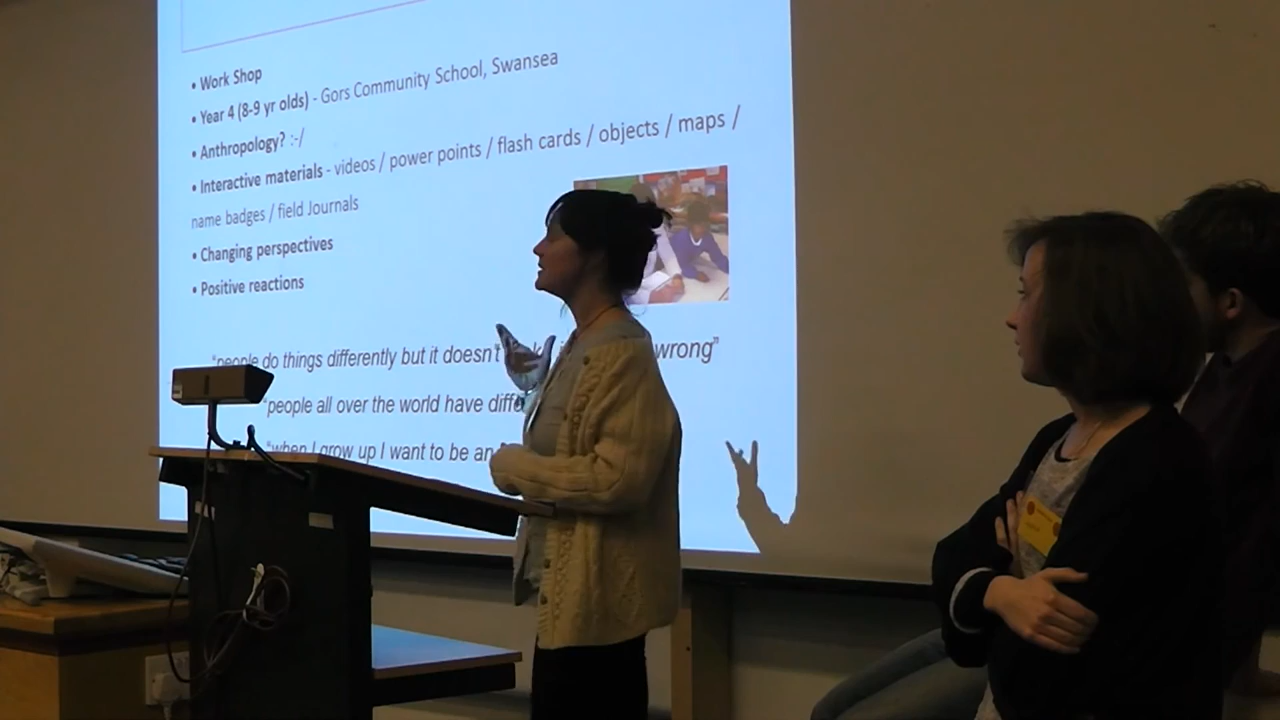 • Work Shop
• Year 4 (8-9 yr olds) - Gors Community School, Swansea
• Anthropology? :-/
• Interactive materials - videos / power points / flash cards / objects / maps /
name badges / field Journals
• Changing perspectives
• Positive reactions
"people do things differently but it doesn't wrong"
"people all over the world have
"when I grow up I want to be an